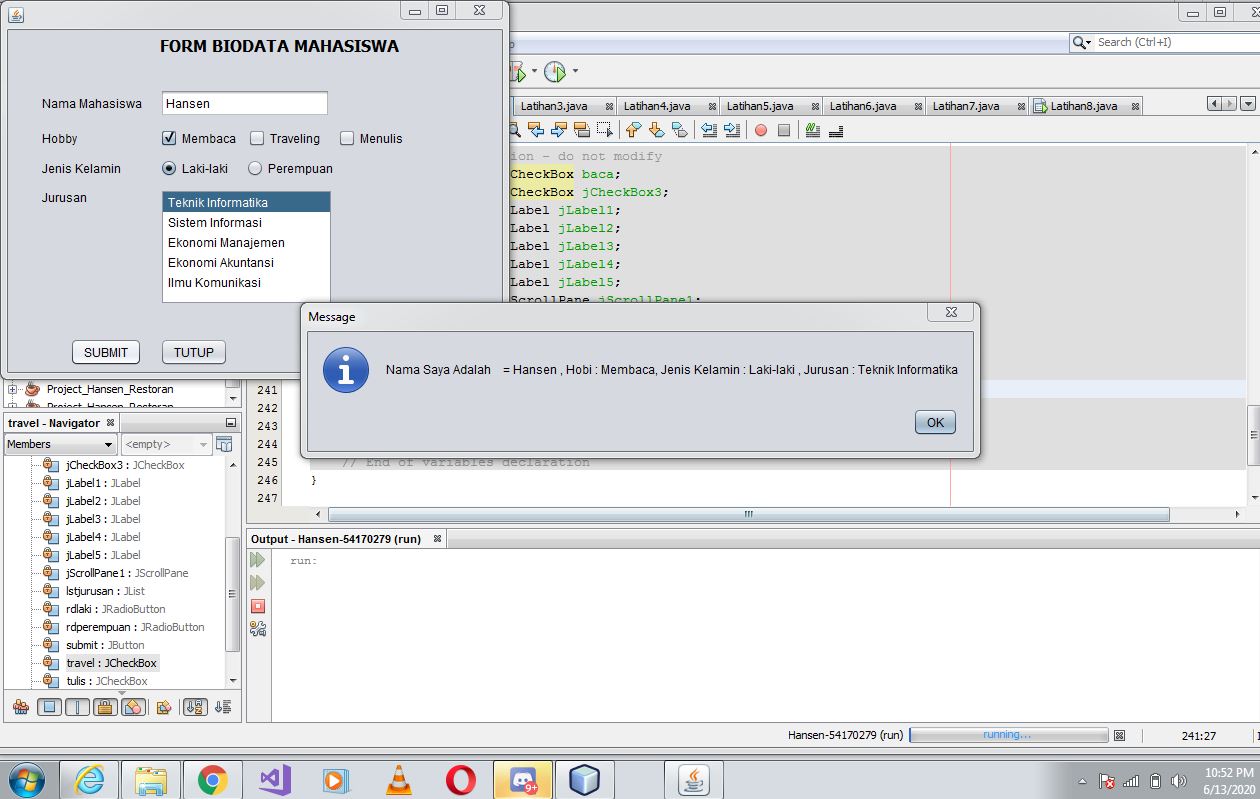 FORM BIODATA MAHASISWA
Nama Mahasiswa Hansen
Hobby Membaca Traveling Menulis
Jenis Kelamin Laki-laki Perempuan
Jurusan Teknik Informatika
Sistem Informasi
Ekonomi Manajemen
Ekonomi Akuntansi
Ilmu Komunikasi
SUBMIT TUTUP
Search (Ctrl+I)
Latihan3.java Latihan4.java Latihan5.java Latihan6.java Latihan7.java Latihan8.java
ion - do not modify
CheckBox baca;
CheckBox jCheckBox3;
Label jLabel1;
Label jLabel2;
Label jLabel3;
Label jLabel4;
Label jLabel5;
ScrollPane jScrollPane1;
Message
Nama Saya Adalah = Hansen , Hobi : Membaca, Jenis Kelamin : Laki-laki , Jurusan : Teknik Informatika
OK
Project_Hansen_Restoran
Project_Hansen_Restoran
travel - Navigator
Members <empty>
jCheckBox3 : JCheckBox
jLabel1 : JLabel
jLabel2 : JLabel
jLabel3 : JLabel
jLabel4 : JLabel
jLabel5 : JLabel
jScrollPane1 : JScrollPane
lstjurusan : JList
rdlaki : JRadioButton
rdperempuan : JRadioButton
submit : JButton
travel : JCheckBox
tulis : JCheckBox
241
242
243
244
245 // End of variables declaration
246 }
247
Output - Hansen-54170279 (run)
run:
Hansen-54170279 (run) running... 241:27
9+
10:52 PM
6/13/2020